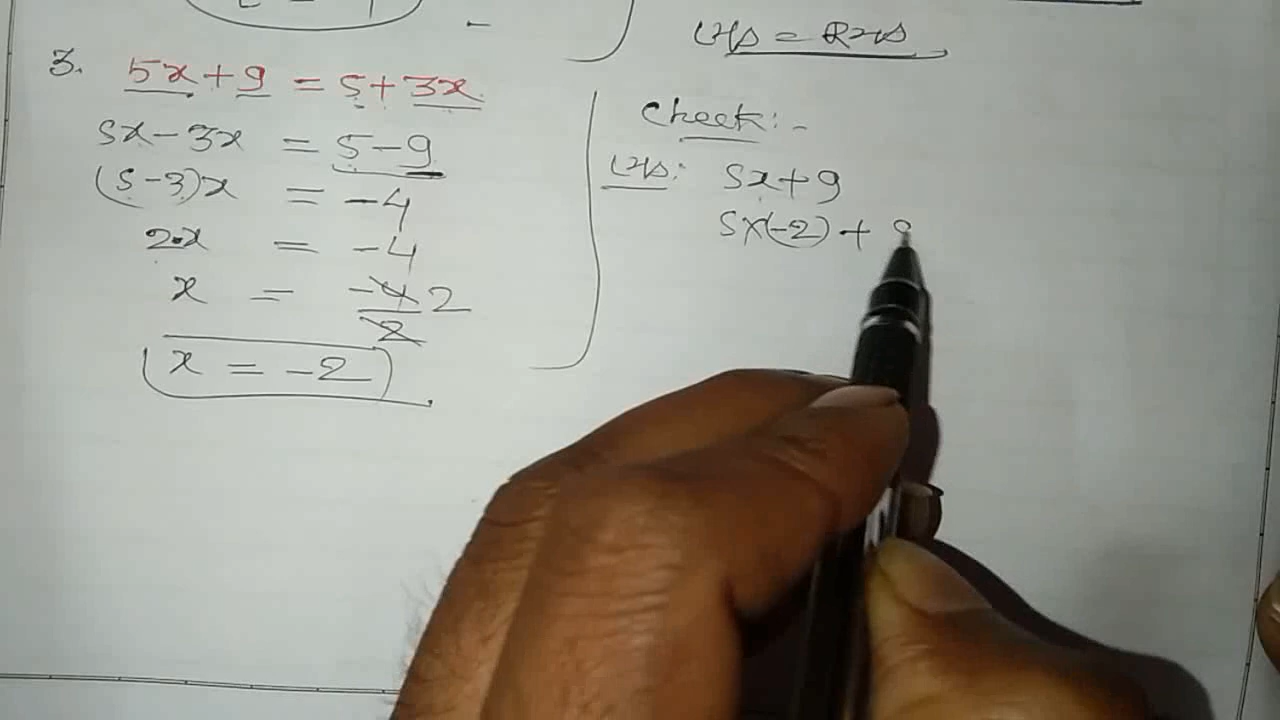 3. 5x + 9 = 5 + 3x
5x - 3x = 5 - 9
(5 - 3)x = -4
2x = -4
x = -4/2 2
x = -2
LHS = RHS
Check:-
LHS: 5x + 9
5×(-2) + 9